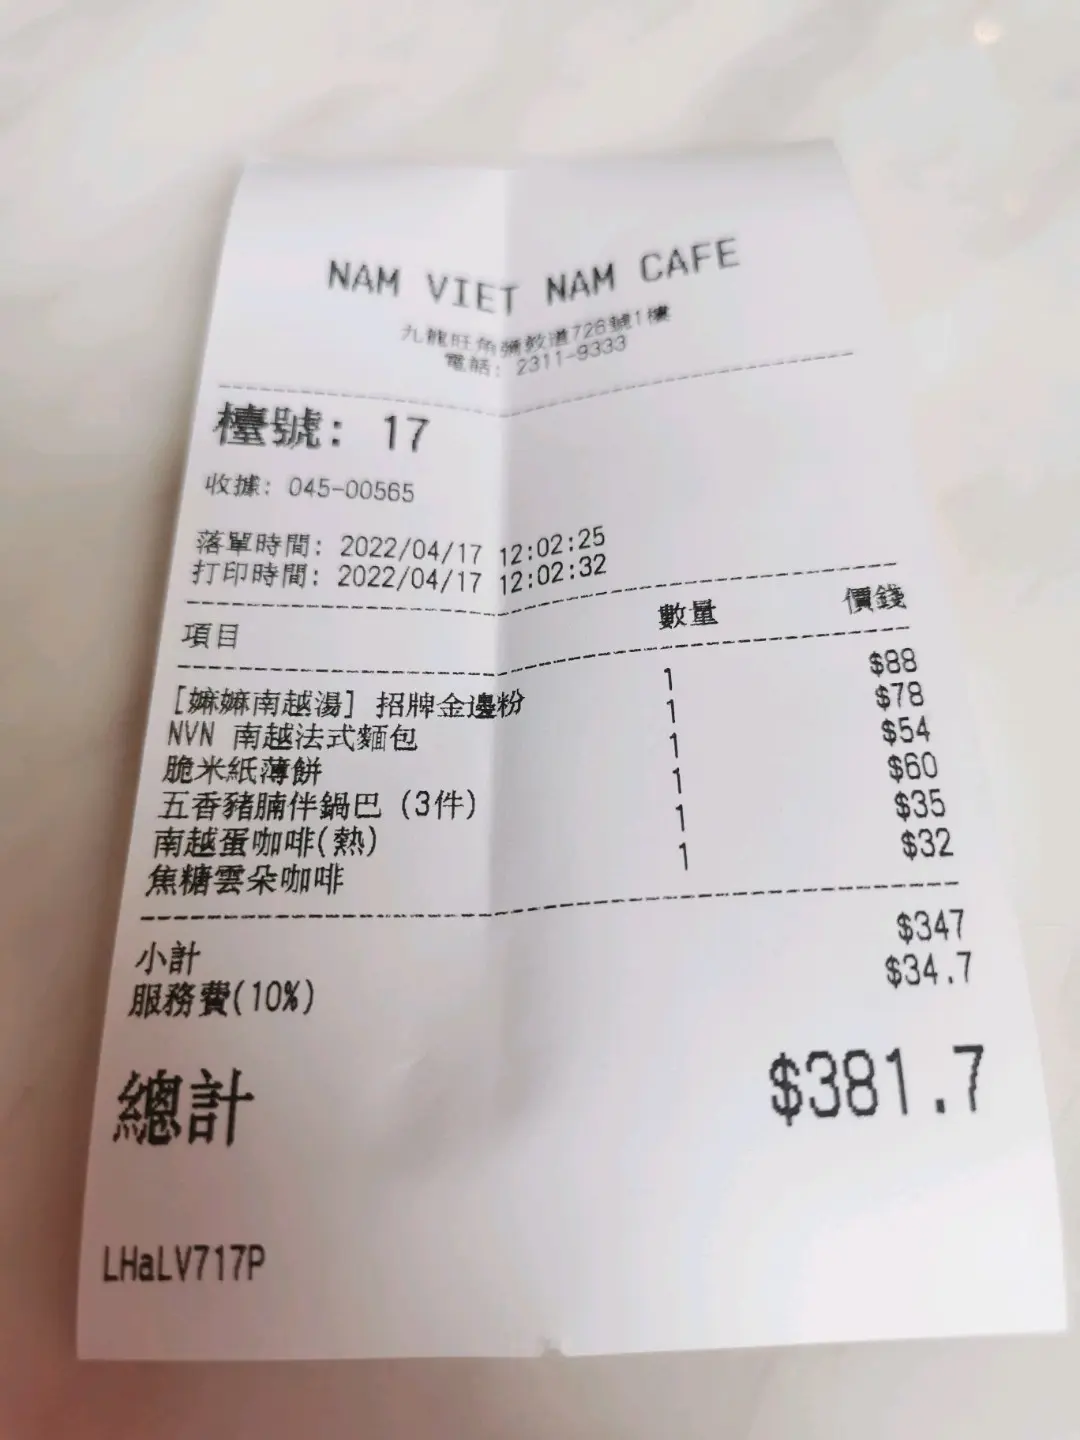 NAM VIET NAM CAFE
九龍旺角彌敦道726號1樓
電話: 2311-9333
檯號: 17
收據: 045-00565
落單時間: 2022/04/17 12:02:25
打印時間: 2022/04/17 12:02:32
項目 數量 價錢
[嫲嫲南越湯] 招牌金邊粉 1 $88
NVN 南越法式麵包 1 $78
脆米紙薄餅 1 $54
五香豬腩伴鍋巴 (3件) 1 $60
南越蛋咖啡(熱) 1 $35
焦糖雲朵咖啡 1 $32
小計 $347
服務費(10%) $34.7
總計 $381.7
LHaLV717P